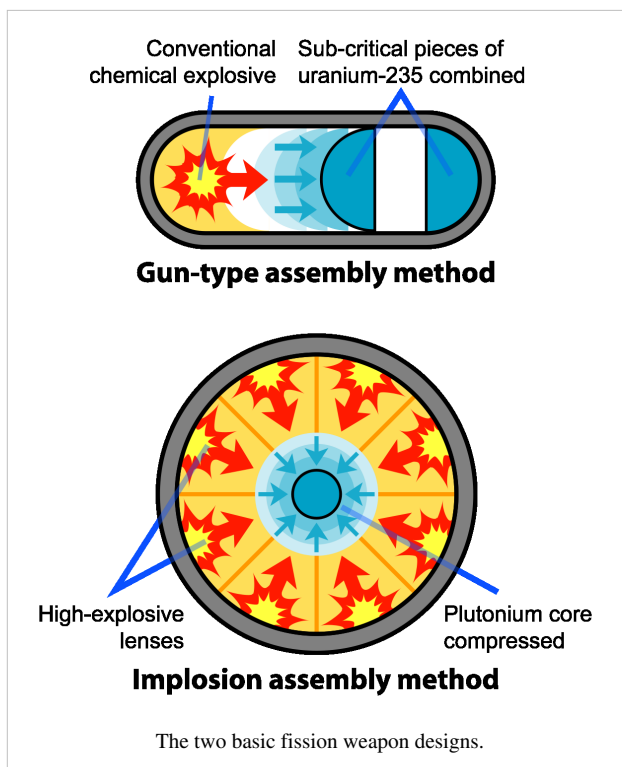 Conventional
chemical explosive
Sub-critical pieces of
uranium-235 combined
Gun-type assembly method
High-explosive
lenses
Plutonium core
compressed
Implosion assembly method
The two basic fission weapon designs.